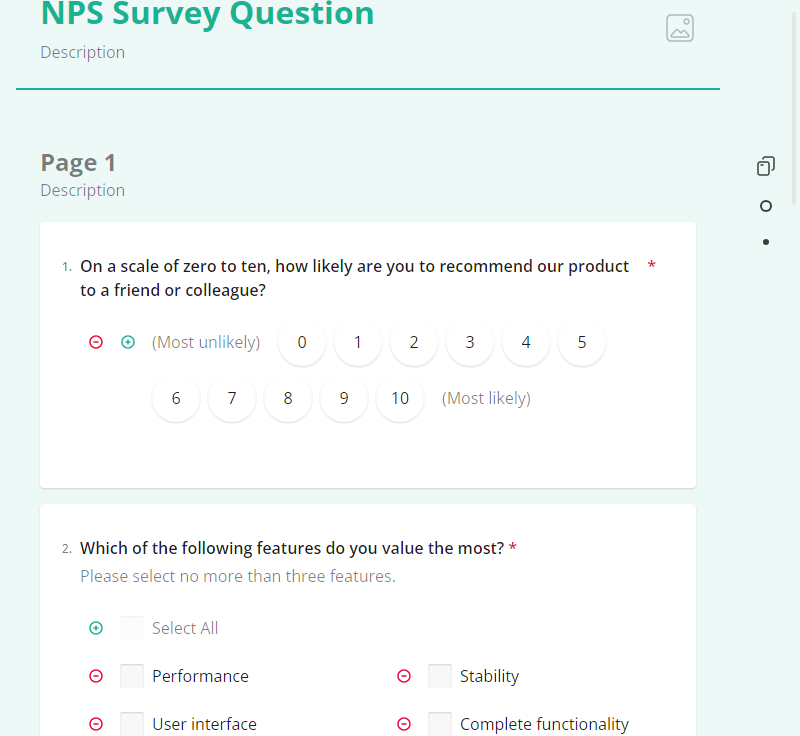 NPS Survey Question
Description
Page 1
Description
1. On a scale of zero to ten, how likely are you to recommend our product *
to a friend or colleague?
(Most unlikely) 0 1 2 3 4 5
6 7 8 9 10 (Most likely)
2. Which of the following features do you value the most? *
Please select no more than three features.
Select All
Performance Stability
User interface Complete functionality